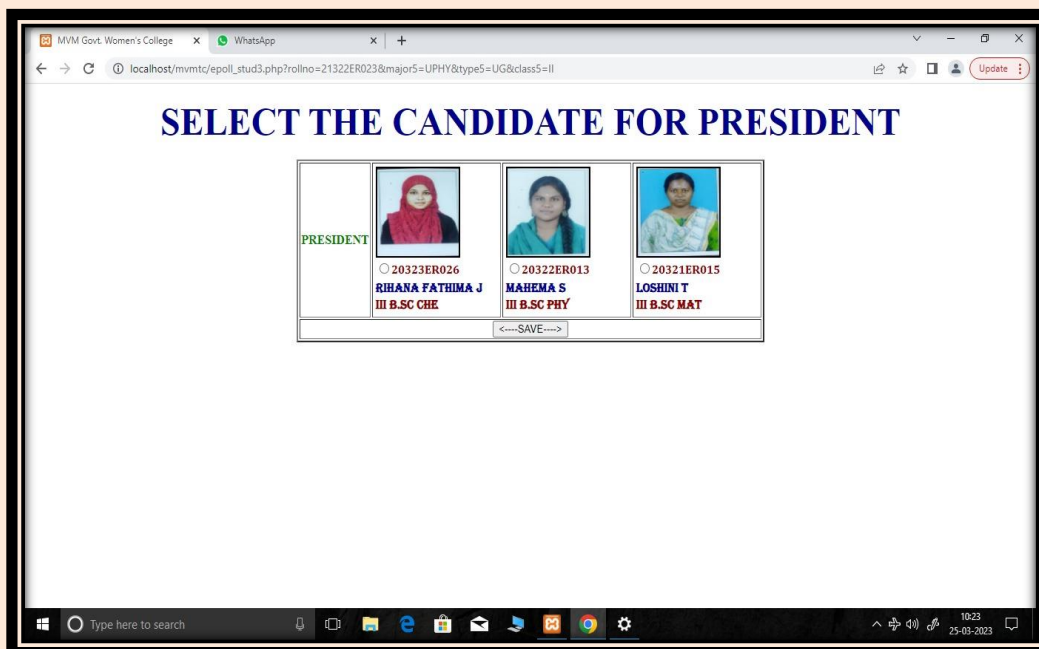 MVM Govt. Women's College
WhatsApp
localhost/mvmtc/epoll_stud3.php?rollno=21322ER023&major5=UPHY&type5=UG&class5=II
Update
SELECT THE CANDIDATE FOR PRESIDENT
PRESIDENT
20323ER026
RIHANA FATHIMA J
III B.SC CHE
20322ER013
MAHEMA S
III B.SC PHY
20321ER015
LOSHINI T
III B.SC MAT
<----SAVE---->
Type here to search
10:23
25-03-2023